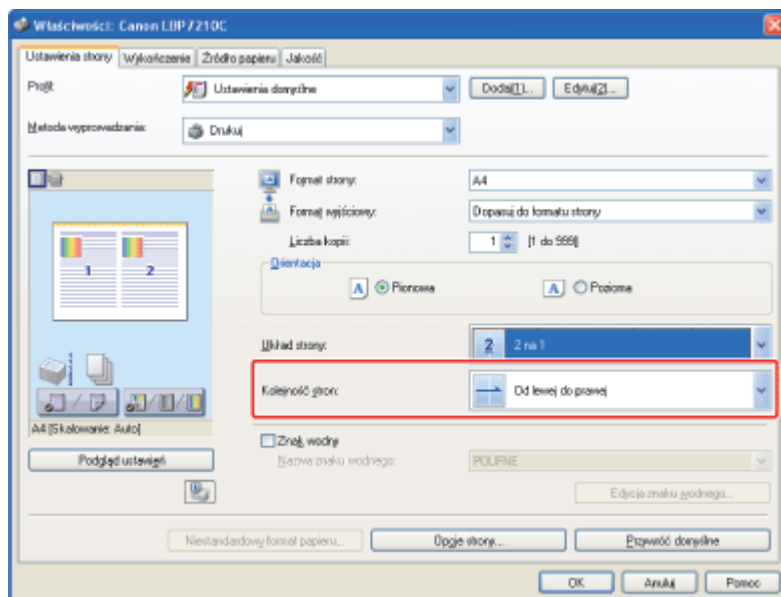 Właściwości: Canon LBP7210C
Ustawienia strony Wykończenie Źródło papieru Jakość
Profil: Ustawienia domyślne Dodaj(1)... Edytuj(2)...
Metoda wyprowadzania: Drukuj
Format strony: A4
Format wyjściowy: Dopasuj do formatu strony
Liczba kopii: 1 [1 do 999]
Orientacja
A Pionowa A Pozioma
1 2
Układ strony: 2 2 na 1
Kolejność stron: Od lewej do prawej
A4 [Skalowanie: Auto]
Znak wodny
Podgląd ustawień Nazwa znaku wodnego: POUFNE
Edycja znaku wodnego...
Niestandardowy format papieru... Opcje strony... Przywróć domyślne
OK Anuluj Pomoc